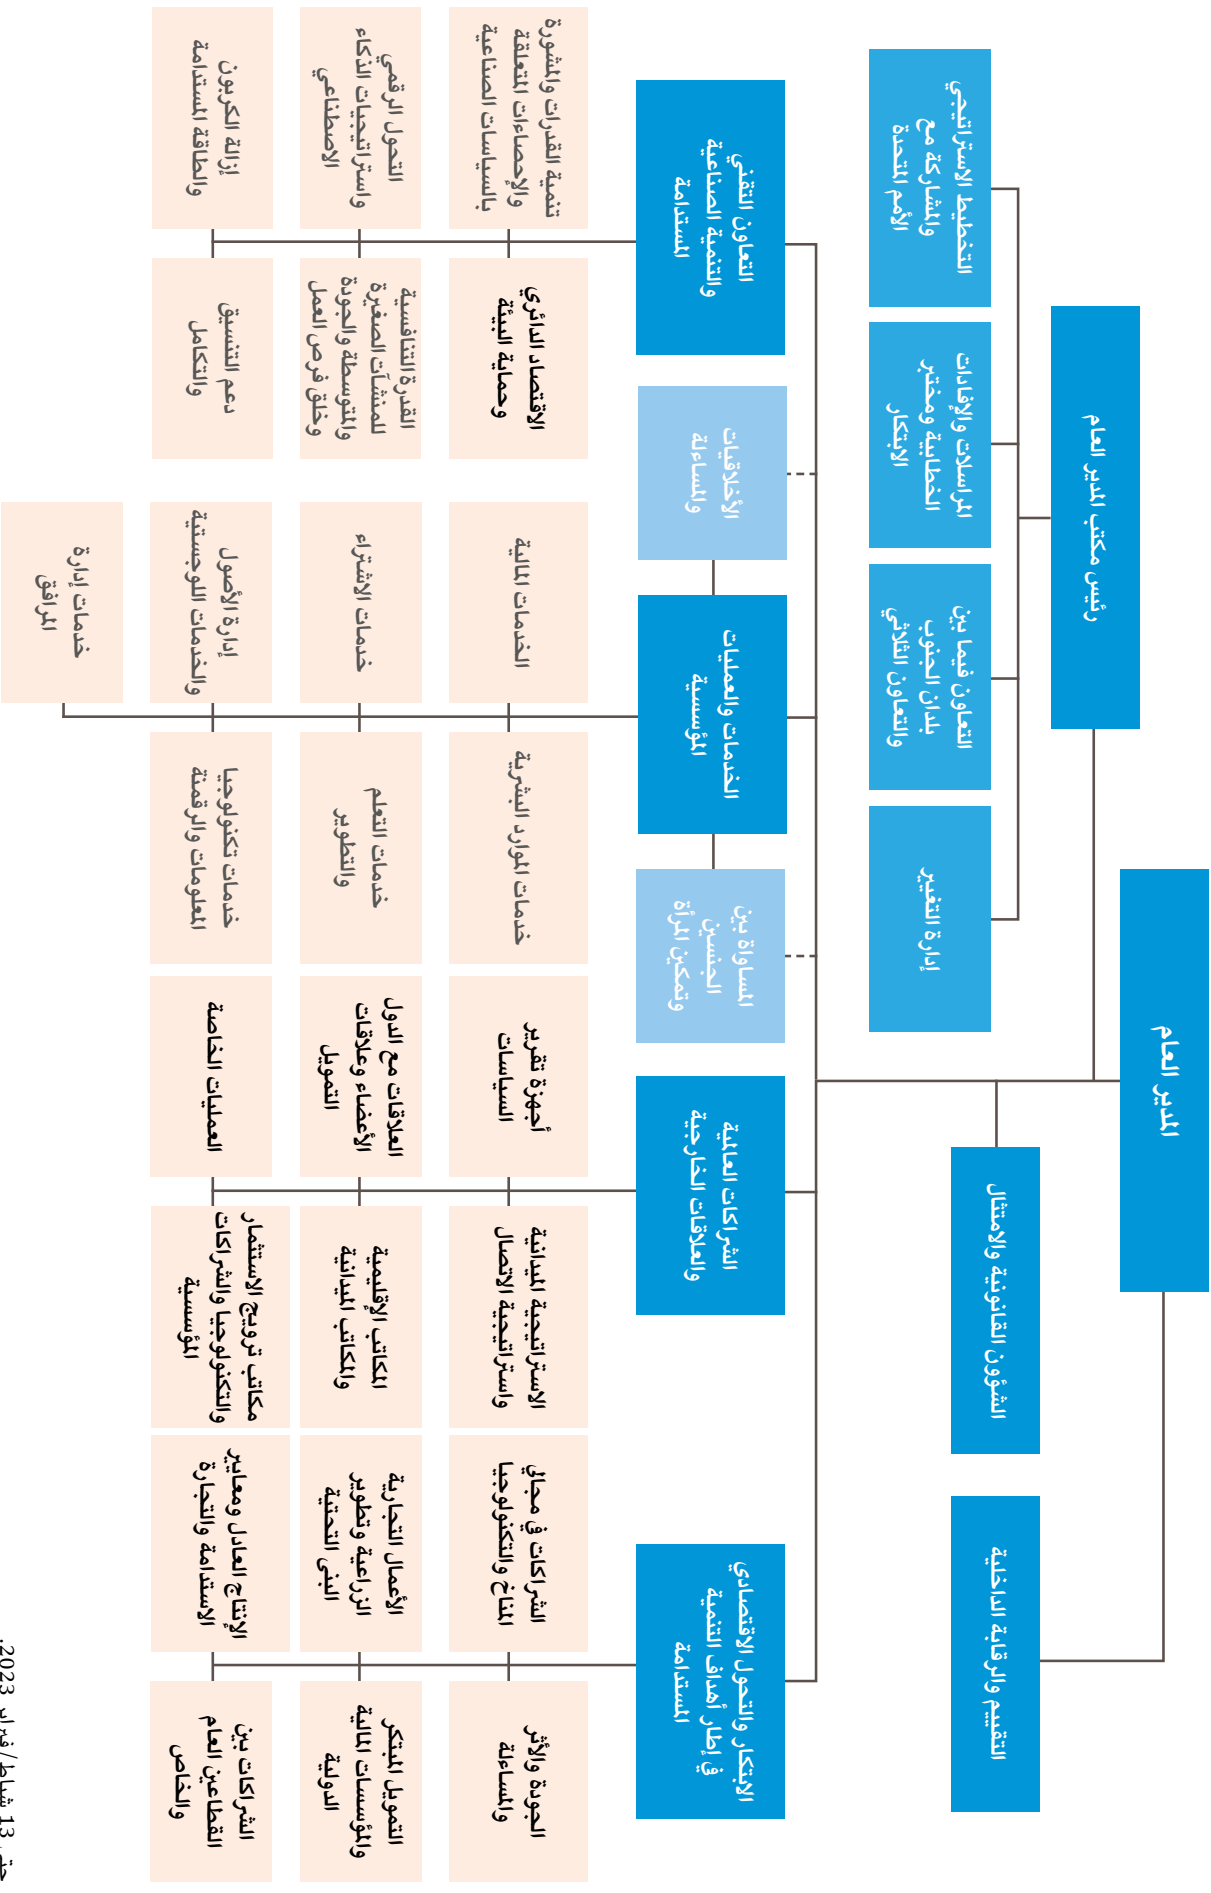 المدير العام
رئيس مكتب المدير العام
الشؤون القانونية والامتثال
التقييم والرقابة الداخلية
التخطيط الاستراتيجي
والمشاركة مع
الأمم المتحدة
المراسلات والإفادات
الخطابية ومختبر
الابتكار
التعاون فيما بين
بلدان الجنوب
والتعاون الثلاثي
إدارة التغيير
التعاون التقني
والتنمية الصناعية
المستدامة
الأخلاقيات
والمساءلة
الخدمات والعمليات
المؤسسية
المساواة بين
الجنسين
وتمكين المرأة
الشراكات العالمية
والعلاقات الخارجية
الابتكار والتحول الاقتصادي
في إطار أهداف التنمية
المستدامة
تنمية القدرات والمشورة
والإحصاءات المتعلقة
بالسياسات الصناعية
الاقتصاد الدائري
وحماية البيئة
التحول الرقمي
واستراتيجيات الذكاء
الاصطناعي
القدرة التنافسية
للمنشآت الصغيرة
والمتوسطة والجودة
وخلق فرص العمل
إزالة الكربون
والطاقة المستدامة
دعم التنسيق
والتكامل
الخدمات المالية
خدمات الموارد البشرية
خدمات الاشتراء
خدمات التعلم
والتطوير
إدارة الأصول
والخدمات اللوجستية
خدمات تكنولوجيا
المعلومات والرقمنة
خدمات إدارة
المرافق
أجهزة تقرير
السياسات
الاستراتيجية الميدانية
واستراتيجية الاتصال
العلاقات مع الدول
الأعضاء وعلاقات
التمويل
المكاتب الإقليمية
والمكاتب الميدانية
العمليات الخاصة
مكاتب ترويج الاستثمار
والتكنولوجيا والشراكات
المؤسسية
الشراكات في مجالي
المناخ والتكنولوجيا
الجودة والأثر
والمساءلة
الأعمال التجارية
الزراعية وتطوير
البنى التحتية
التمويل المبتكر
والمؤسسات المالية
الدولية
الإنتاج العادل ومعايير
الاستدامة والتجارة
الشراكات بين
القطاعين العام
والخاص
حتى 13 شباط/فبراير 2023.